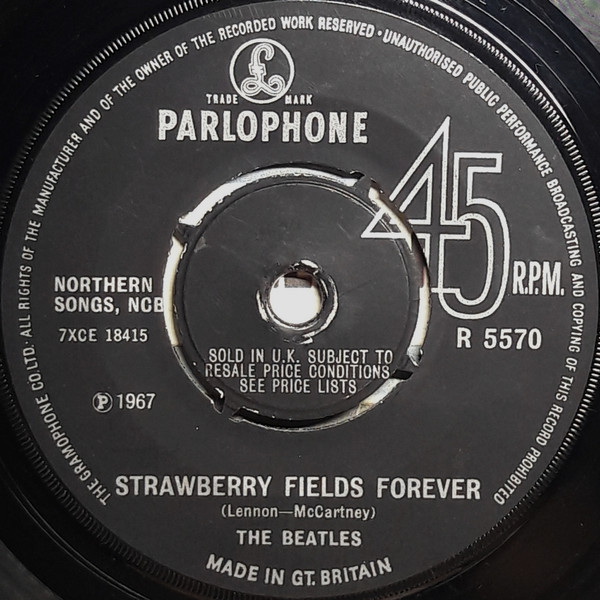 THE GRAMOPHONE CO. LTD. · ALL RIGHTS OF THE MANUFACTURER AND OF THE OWNER OF THE RECORDED WORK RESERVED · UNAUTHORISED PUBLIC PERFORMANCE BROADCASTING AND COPYING OF THIS RECORD PROHIBITED
£
TRADE MARK
PARLOPHONE
45
R.P.M.
NORTHERN
SONGS, NCB
7XCE 18415
R 5570
SOLD IN U.K. SUBJECT TO
RESALE PRICE CONDITIONS,
SEE PRICE LISTS
Ⓟ 1967
STRAWBERRY FIELDS FOREVER
(Lennon—McCartney)
THE BEATLES
MADE IN GT. BRITAIN